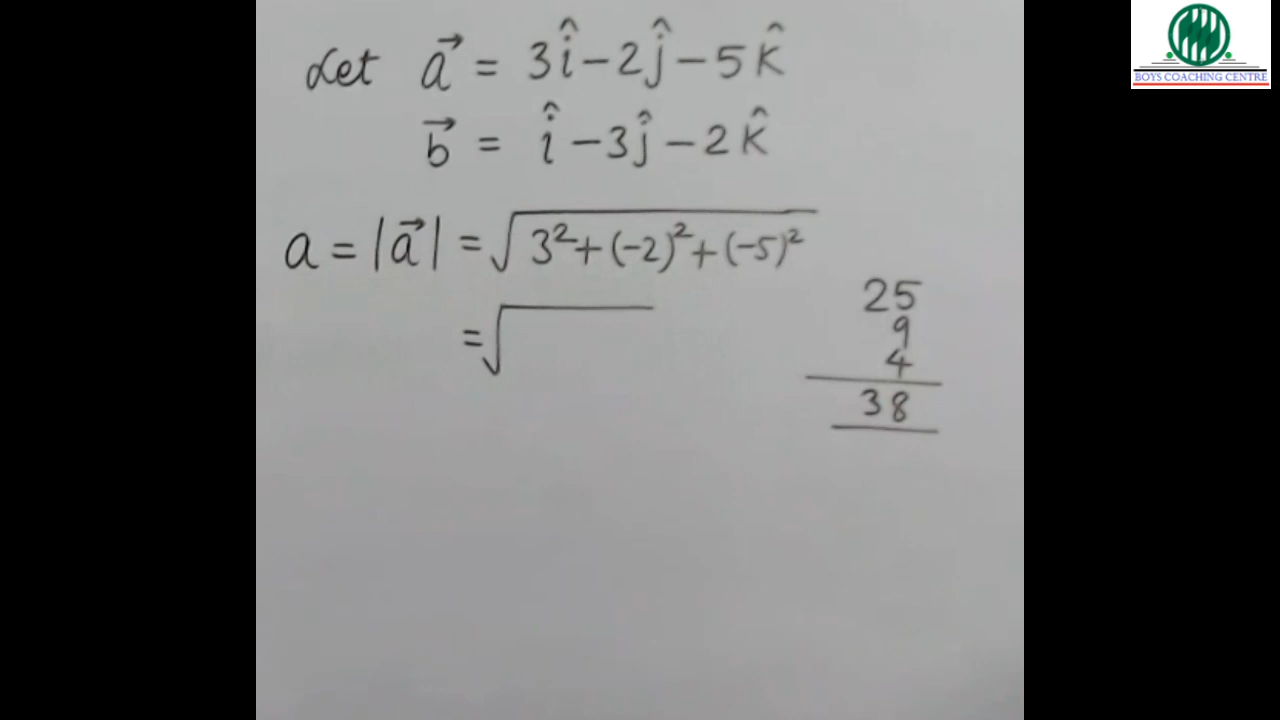 BOYS COACHING CENTRE
Let a⃗ = 3î - 2ĵ - 5k̂
b⃗ = î - 3ĵ - 2k̂
a = |a⃗| = √3² + (-2)² + (-5)²
= √
25
9
4
38